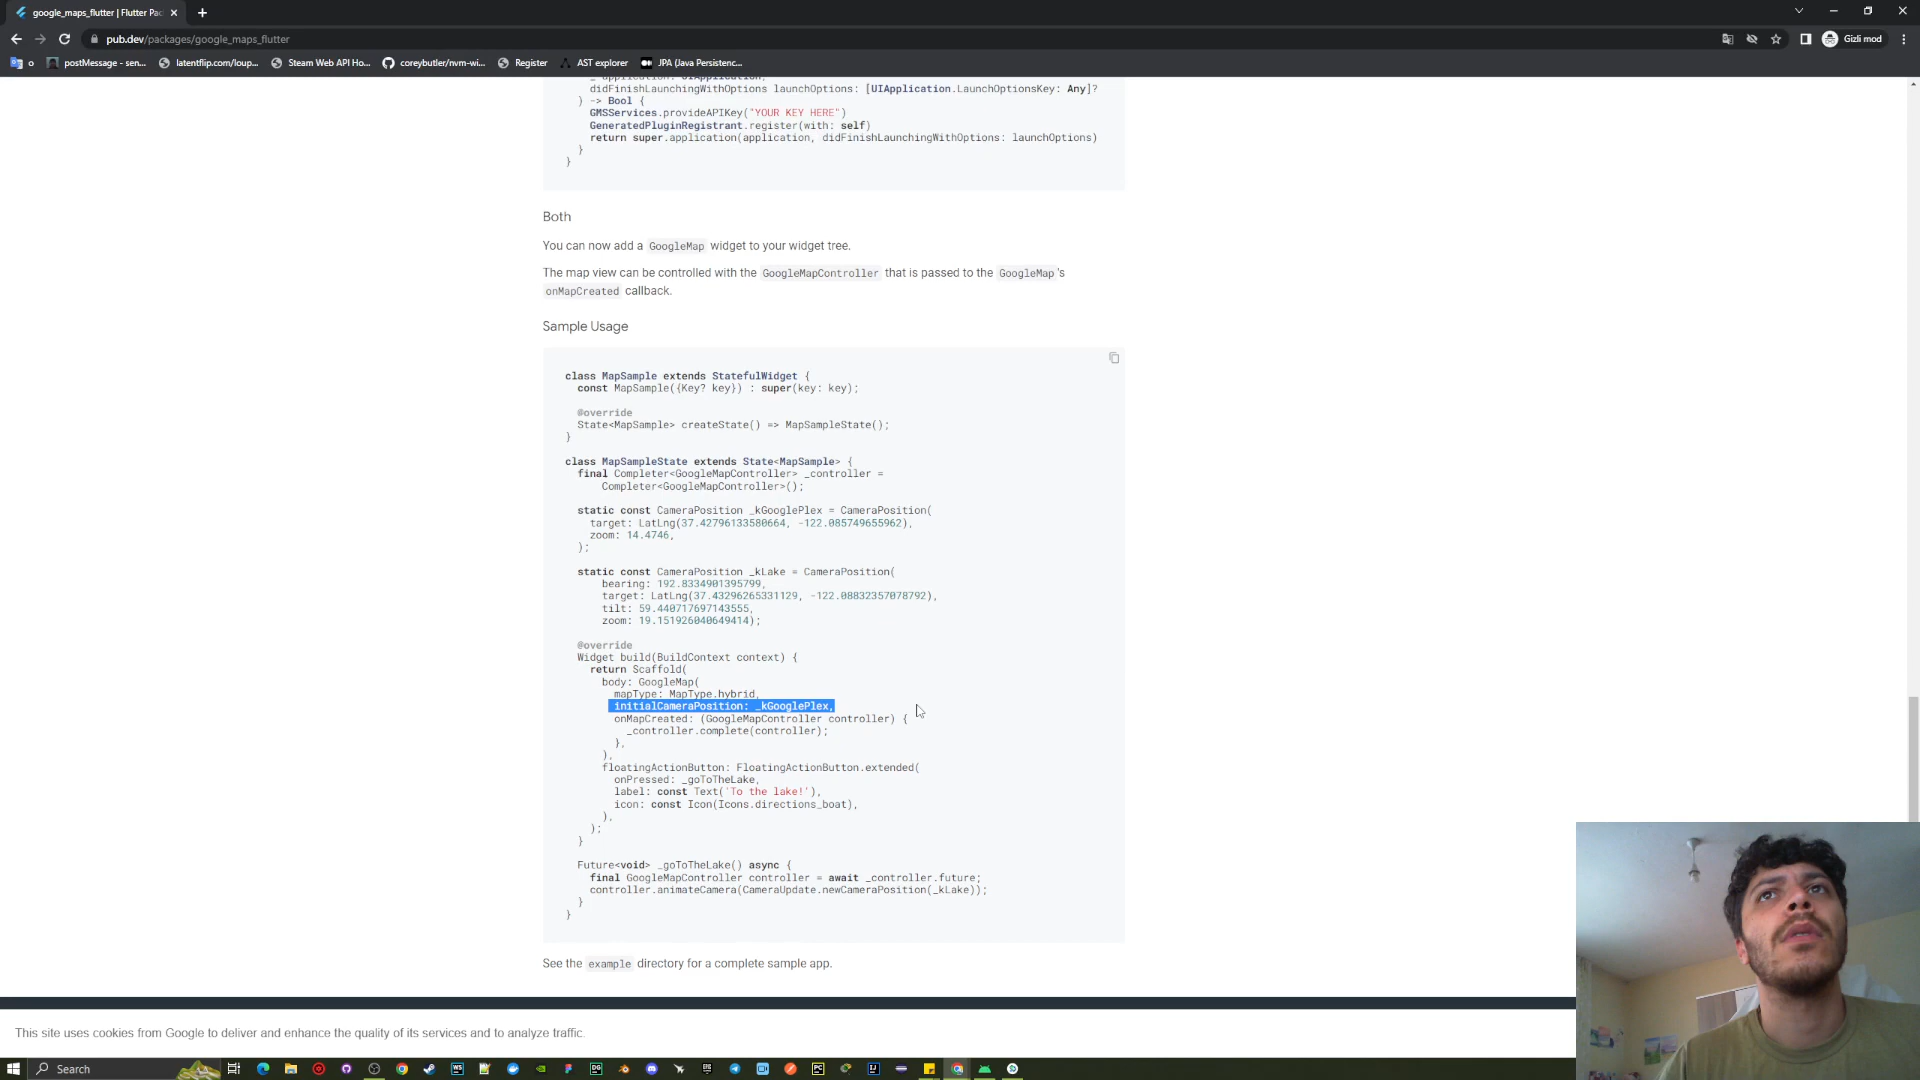 google_maps_flutter | Flutter Pac
pub.dev/packages/google_maps_flutter
Gizli mod
o
postMessage - sen...
latentflip.com/loup...
Steam Web API Ho...
coreybutler/nvm-wi...
Register
AST explorer
JPA (Java Persistenc...
_ application: UIApplication,
didFinishLaunchingWithOptions launchOptions: [UIApplication.LaunchOptionsKey: Any]?
) -> Bool {
GMSServices.provideAPIKey("YOUR KEY HERE")
GeneratedPluginRegistrant.register(with: self)
return super.application(application, didFinishLaunchingWithOptions: launchOptions)
}
}
Both
You can now add a GoogleMap widget to your widget tree.
The map view can be controlled with the GoogleMapController that is passed to the GoogleMap's
onMapCreated callback.
Sample Usage
class MapSample extends StatefulWidget {
const MapSample({Key? key}) : super(key: key);
@override
State<MapSample> createState() => MapSampleState();
}
class MapSampleState extends State<MapSample> {
final Completer<GoogleMapController> _controller =
Completer<GoogleMapController>();
static const CameraPosition _kGooglePlex = CameraPosition(
target: LatLng(37.42796133580664, -122.085749655962),
zoom: 14.4746,
);
static const CameraPosition _kLake = CameraPosition(
bearing: 192.8334901395799,
target: LatLng(37.43296265331129, -122.08832357078792),
tilt: 59.440717697143555,
zoom: 19.151926040649414);
@override
Widget build(BuildContext context) {
return Scaffold(
body: GoogleMap(
mapType: MapType.hybrid,
initialCameraPosition: _kGooglePlex,
onMapCreated: (GoogleMapController controller) {
_controller.complete(controller);
},
),
floatingActionButton: FloatingActionButton.extended(
onPressed: _goToTheLake,
label: const Text('To the lake!'),
icon: const Icon(Icons.directions_boat),
),
);
}
Future<void> _goToTheLake() async {
final GoogleMapController controller = await _controller.future;
controller.animateCamera(CameraUpdate.newCameraPosition(_kLake));
}
}
See the example directory for a complete sample app.
This site uses cookies from Google to deliver and enhance the quality of its services and to analyze traffic.
Search